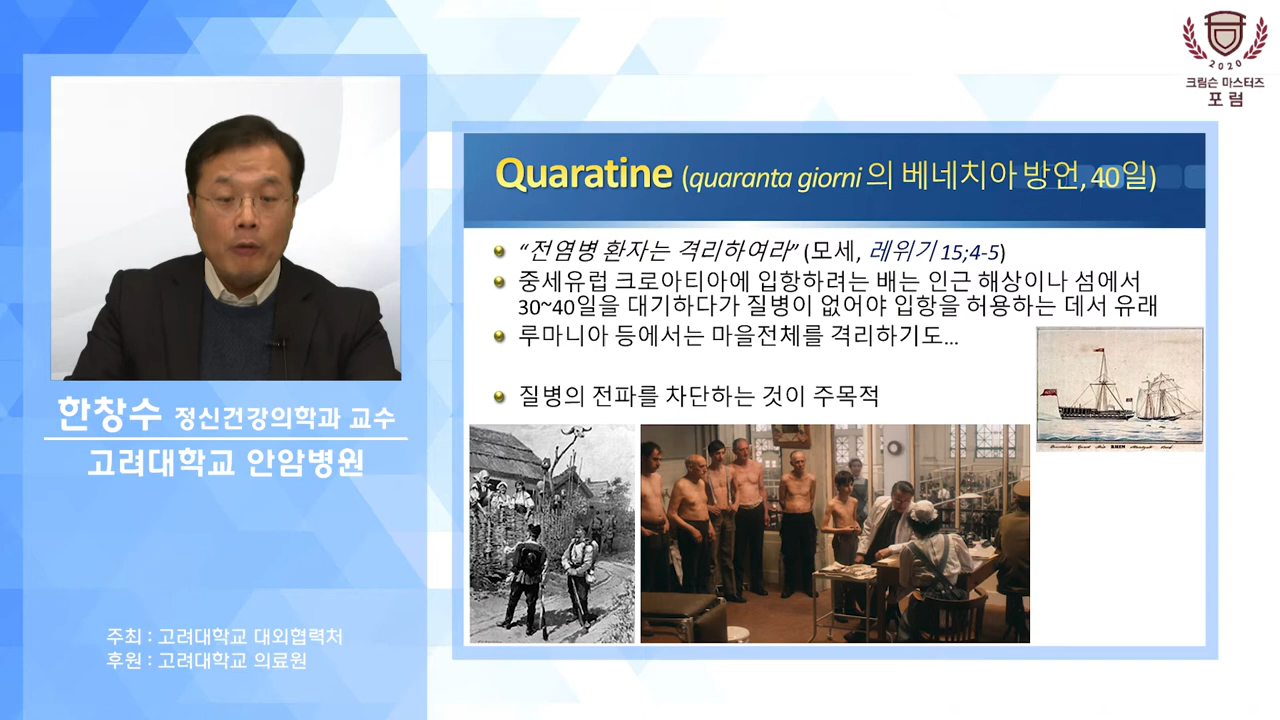 2020
크림슨 마스터즈
포럼
Quaratine (quaranta giorni 의 베네치아 방언, 40일)
“전염병 환자는 격리하여라” (모세, 레위기 15;4-5)
중세유럽 크로아티아에 입항하려는 배는 인근 해상이나 섬에서
30~40일을 대기하다가 질병이 없어야 입항을 허용하는 데서 유래
루마니아 등에서는 마을전체를 격리하기도...
질병의 전파를 차단하는 것이 주목적
한창수 정신건강의학과 교수
고려대학교 안암병원
주최 : 고려대학교 대외협력처
후원 : 고려대학교 의료원